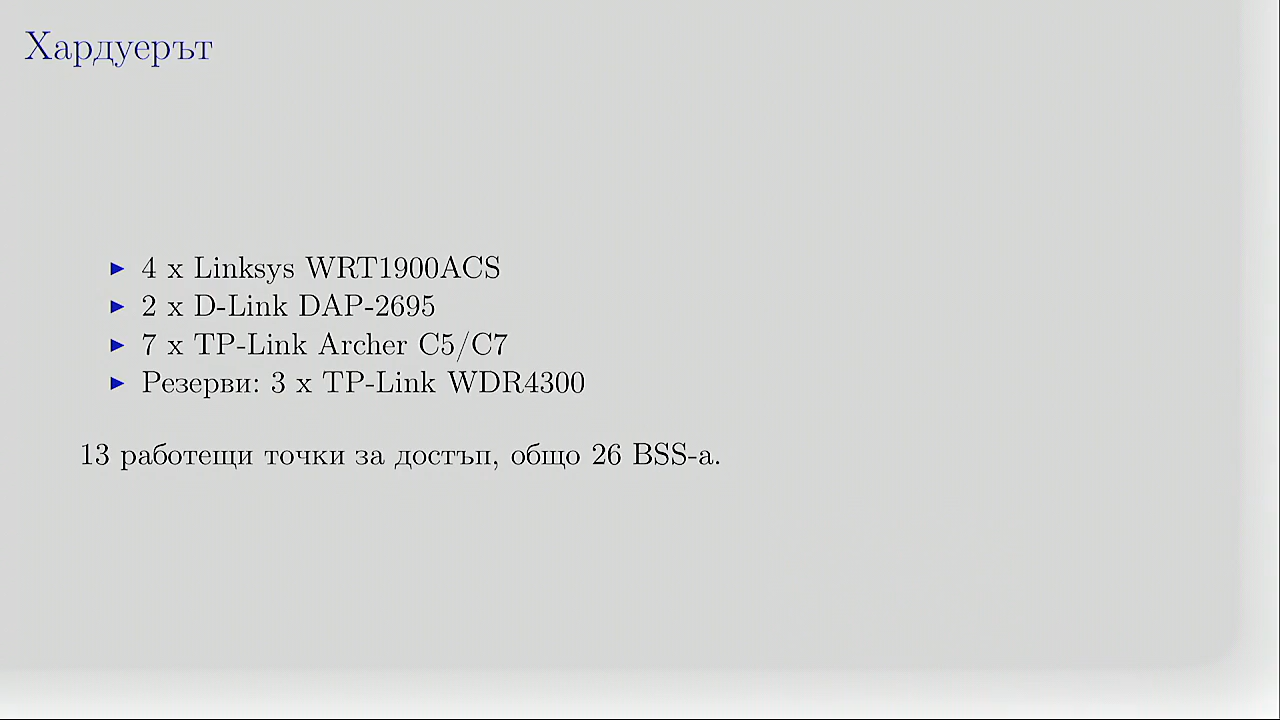 Хардуерът
4 x Linksys WRT1900ACS
2 x D-Link DAP-2695
7 x TP-Link Archer C5/C7
Резерви: 3 x TP-Link WDR4300
13 работещи точки за достъп, общо 26 BSS-а.